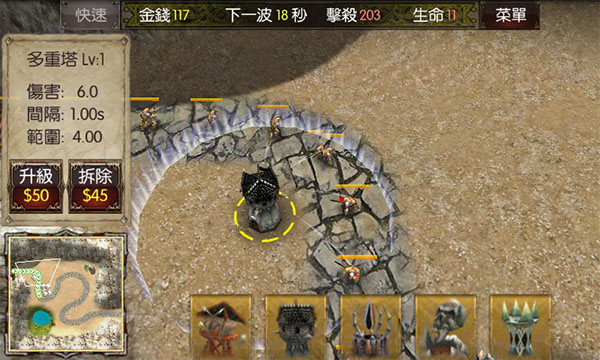 快速
金錢 117
下一波 18 秒
擊殺 203
生命 11
菜單
多重塔 Lv:1
傷害: 6.0
間隔: 1.00s
範圍: 4.00
升級 $50
拆除 $45